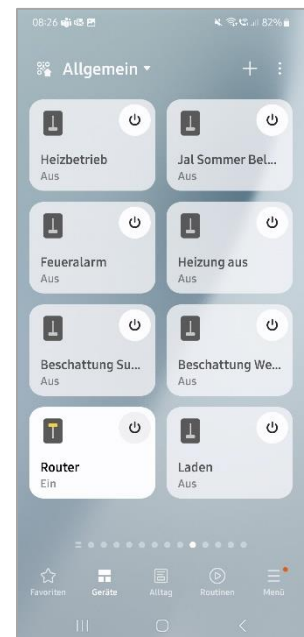 08:26 82%
Allgemein
Heizbetrieb
Aus
Jal Sommer Bel...
Aus
Feueralarm
Aus
Heizung aus
Aus
Beschattung Su...
Aus
Beschattung We...
Aus
Router
Ein
Laden
Aus
Favoriten Geräte Alltag Routinen Menü